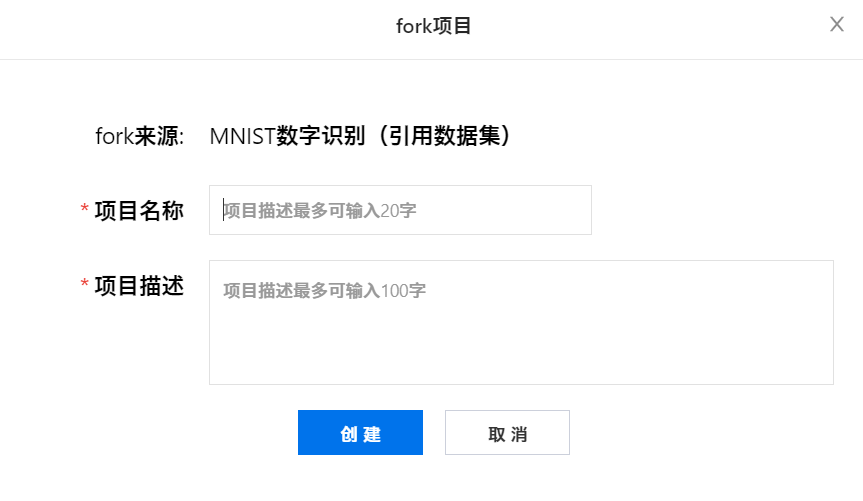 fork项目
fork来源: MNIST数字识别（引用数据集）
* 项目名称 项目描述最多可输入20字
* 项目描述 项目描述最多可输入100字
创 建 取 消